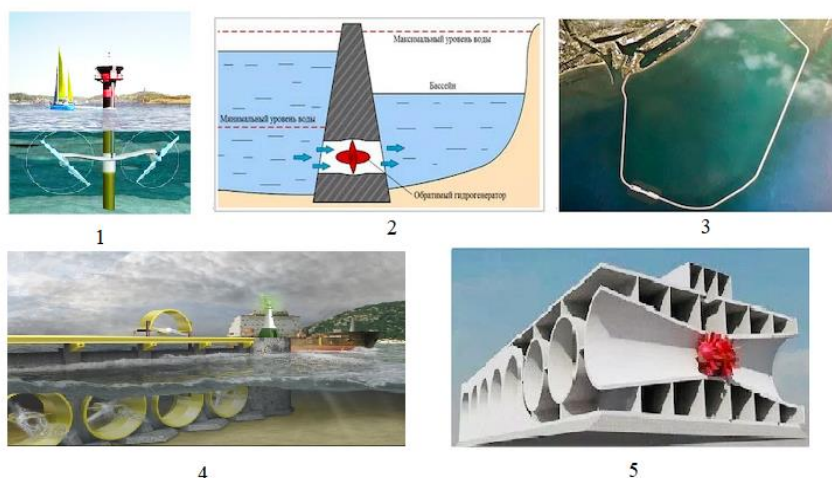 Максимальный уровень воды
Бассейн
Минимальный уровень воды
Обратимый гидрогенератор
1
2
3
4
5